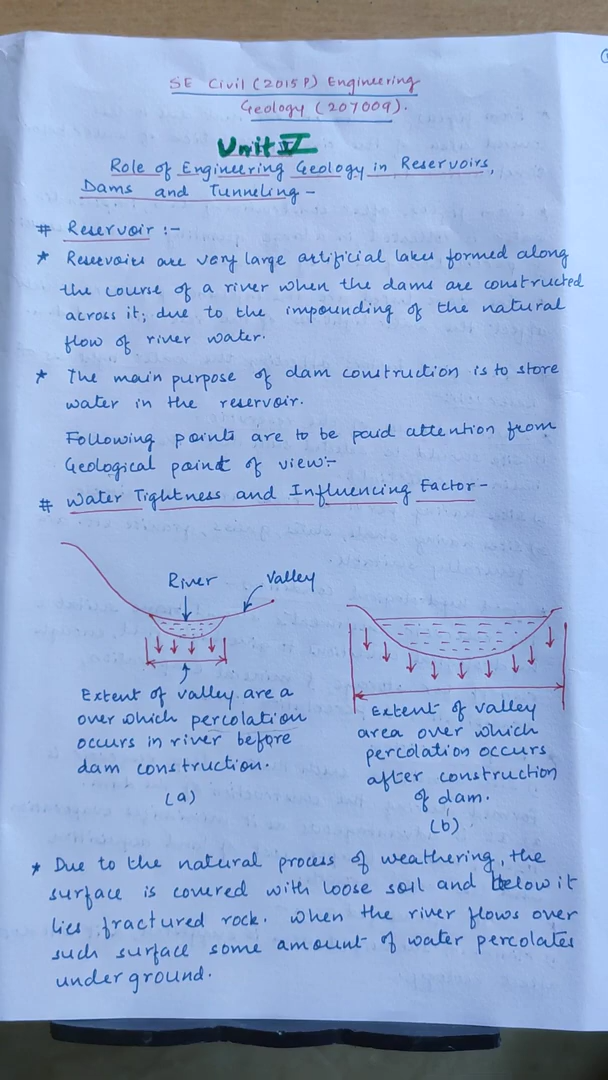 SE Civil (2015P) Engineering
Geology (207009).
Unit V
Role of Engineering Geology in Reservoirs,
Dams and Tunneling -
# Reservoir :-
* Reservoirs are very large artificial lakes formed along
the course of a river when the dams are constructed
across it; due to the impounding of the natural
flow of river water.
* The main purpose of dam construction is to store
water in the reservoir.
Following points are to be paid attention from
Geological point of view:-
# Water Tightness and Influencing Factor -
River
Valley
Extent of valley are a
over which percolation
occurs in river before
dam construction.
(a)
Extent of valley
area over which
percolation occurs
after construction
of dam.
(b)
* Due to the natural process of weathering, the
surface is covered with loose soil and below it
lies fractured rock. When the river flows over
such surface some amount of water percolates
underground.